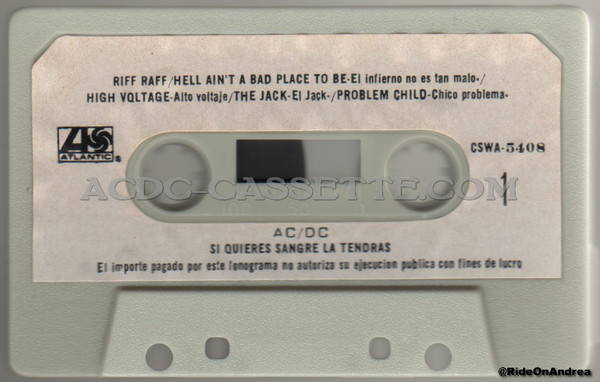 RIFF RAFF/HELL AIN'T A BAD PLACE TO BE-El infierno no es tan malo-/
HIGH VOLTAGE-Alto voltaje/THE JACK-El Jack-/PROBLEM CHILD-Chico problema-
ATLANTIC
®
CSWA-5408
ACDC-CASSETTE.COM
1
AC/DC
SI QUIERES SANGRE LA TENDRAS
El importe pagado por este fonograma no autoriza su ejecucion publica con fines de lucro
@RideOnAndrea